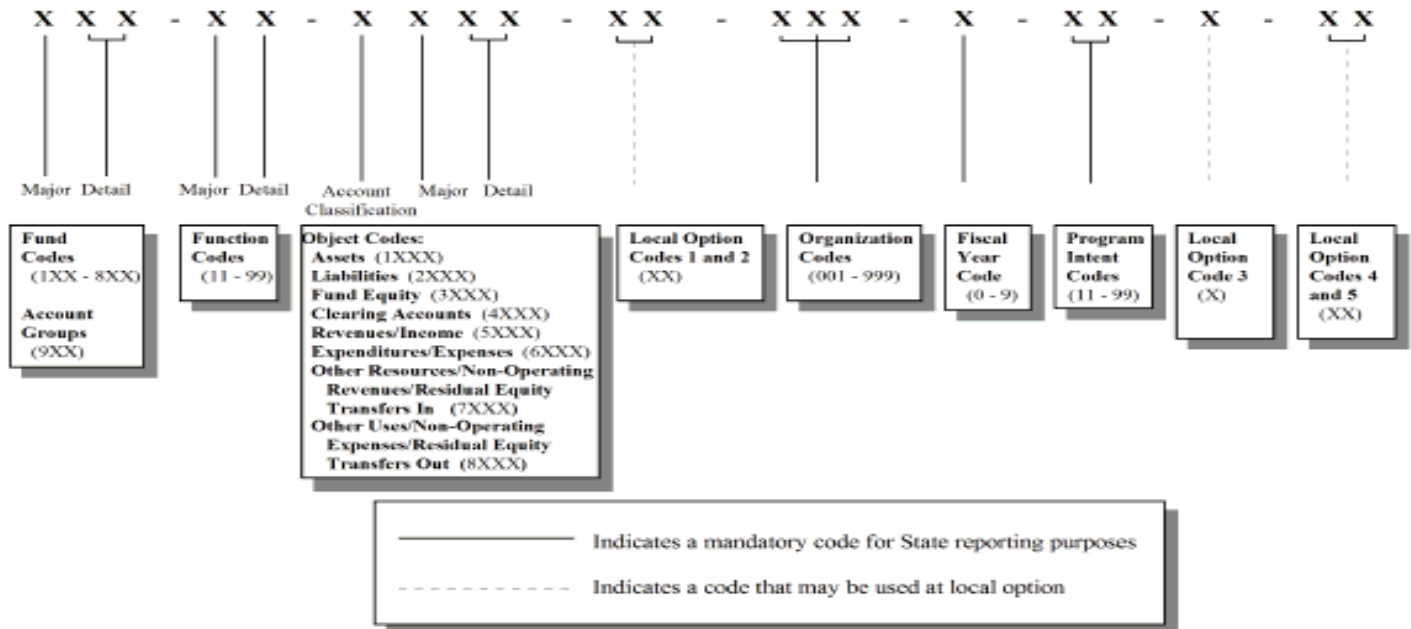 X X X - X X - X X X X - X X - X X X - X - X X - X - X X
Major Detail Major Detail Account Classification Major Detail
Fund
Codes
(1XX - 8XX)
Account
Groups
(9XX)
Function
Codes
(11 - 99)
Object Codes:
Assets (1XXX)
Liabilities (2XXX)
Fund Equity (3XXX)
Clearing Accounts (4XXX)
Revenues/Income (5XXX)
Expenditures/Expenses (6XXX)
Other Resources/Non-Operating
Revenues/Residual Equity
Transfers In (7XXX)
Other Uses/Non-Operating
Expenses/Residual Equity
Transfers Out (8XXX)
Local Option
Codes 1 and 2
(XX)
Organization
Codes
(001 - 999)
Fiscal
Year
Code
(0 - 9)
Program
Intent
Codes
(11 - 99)
Local
Option
Code 3
(X)
Local
Option
Codes 4
and 5
(XX)
Indicates a mandatory code for State reporting purposes
Indicates a code that may be used at local option